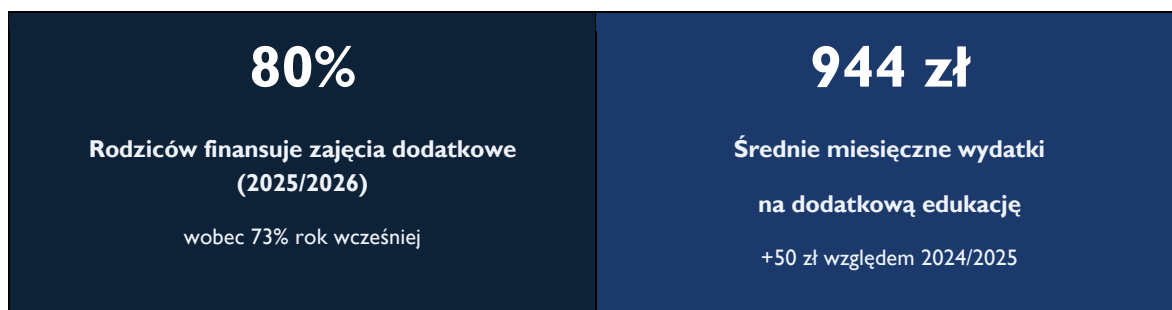 80%
Rodziców finansuje zajęcia dodatkowe
(2025/2026)
wobec 73% rok wcześniej
944 zł
Średnie miesięczne wydatki
na dodatkową edukację
+50 zł względem 2024/2025